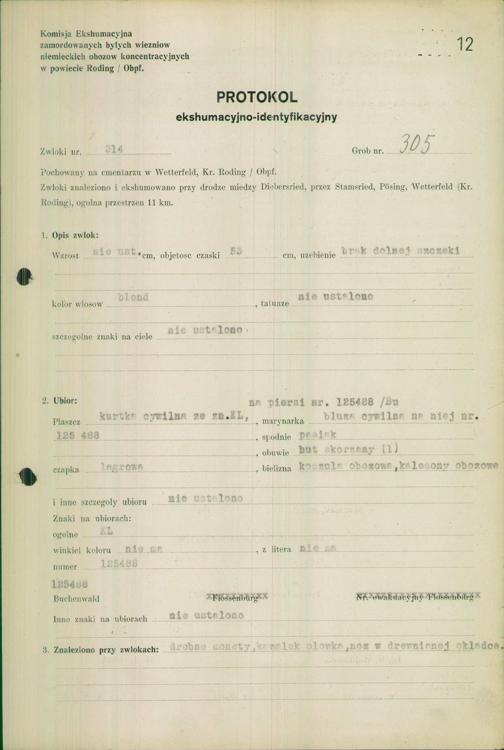 Komisja Ekshumacyjna
zamordowanych byłych wiezniow
niemieckich obozow koncentracyjnych
w powiecie Roding / Obpf.
12
PROTOKOL
ekshumacyjno-identyfikacyjny
Zwloki nr. 314
Grob nr. 305
Pochowany na cmentarzu w Wetterfeld, Kr. Roding / Obpf.
Zwloki znaleziono i ekshumowano przy drodze miedzy Diebersried, przez Stamsried, Pösing, Wetterfeld (Kr.
Roding), ogolna przestrzen 11 km.
1. Opis zwlok:
Wzrost nie ust. cm, objetosc czaski 53 cm, uzebienie brak dolnej szczeki
kolor wlosow blond , tatuaze nie ustalono
szczegolne znaki na ciele nie ustalono
2. Ubior: na piersi nr. 125488 /Bu
Plaszcz kurtka cywilna ze zn.KL, , marynarka bluza cywilna na niej nr.
125 488 , spodnie pasiak
, obuwie but skorzany (1)
czapka lagrowa , bielizna koszula obozowa,kalesony obozowe
i inne szczegoly ubioru nie ustalono
Znaki na ubiorach:
ogolne KL
winkiel koloru nie ma , z litera nie ma
numer 125488
125488
Buchenwald Flossenbürg Nr. ewakuacyjny Flossenbürg
Inno znaki na ubiorach nie ustalono
3. Znaleziono przy zwlokach: drobne monety,kawalek olowka,noz w drewnianej okladce.